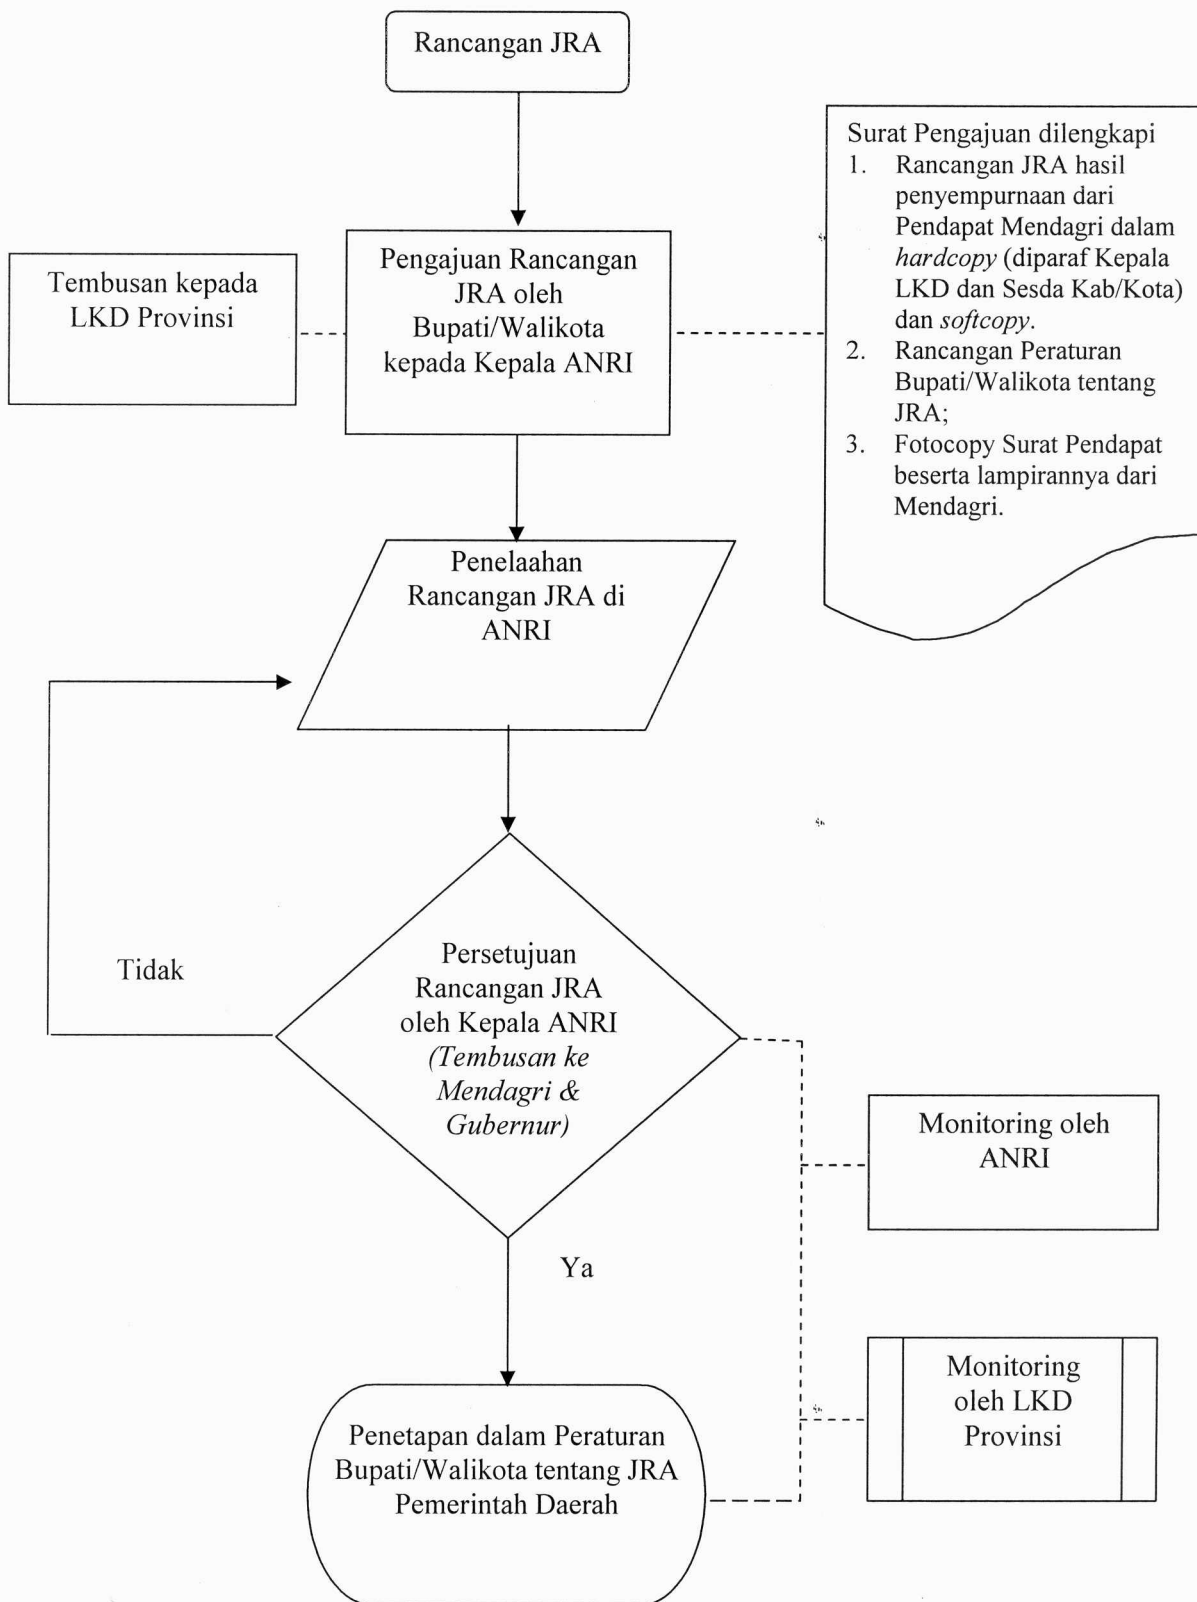 Rancangan JRA
Surat Pengajuan dilengkapi
1. Rancangan JRA hasil
penyempurnaan dari
Pendapat Mendagri dalam
hardcopy (diparaf Kepala
LKD dan Sesda Kab/Kota)
dan softcopy.
2. Rancangan Peraturan
Bupati/Walikota tentang
JRA;
3. Fotocopy Surat Pendapat
beserta lampirannya dari
Mendagri.
Tembusan kepada
LKD Provinsi
Pengajuan Rancangan
JRA oleh
Bupati/Walikota
kepada Kepala ANRI
Penelaahan
Rancangan JRA di
ANRI
Tidak
Persetujuan
Rancangan JRA
oleh Kepala ANRI
(Tembusan ke
Mendagri &
Gubernur)
Monitoring oleh
ANRI
Ya
Monitoring
oleh LKD
Provinsi
Penetapan dalam Peraturan
Bupati/Walikota tentang JRA
Pemerintah Daerah